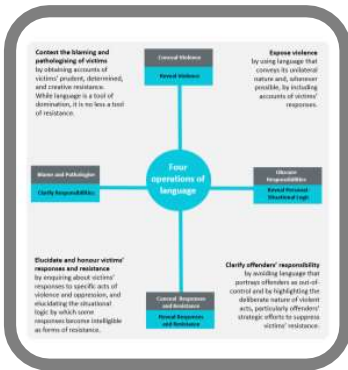 Contest the blaming and
pathologising of victims
by obtaining accounts of
victims' prudent, determined,
and creative resistance.
While language is a tool of
domination, it is no less a tool
of resistance.
Conceal Violence
Reveal Violence
Expose violence
by using language that
conveys its unilateral
nature and, wherever
possible, by including
accounts of victims'
responses.
Blame and Pathologise
Clarify Responsibilities
Four
operations of
language
Obscure
Responsibilities
Reveal Personal-
Situational Logic
Elucidate and honour victims'
responses and resistance
by enquiring about victims'
responses to specific acts of
violence and oppression, and
elucidating the situational
logic by which some
responses become intelligible
as forms of resistance.
Conceal Responses
and Resistance
Reveal Responses
and Resistance
Clarify offenders' responsibility
by avoiding language that
portrays offenders as out-of-
control and by highlighting the
deliberate nature of violent
acts, particularly offenders'
strategic efforts to suppress
victims' resistance.